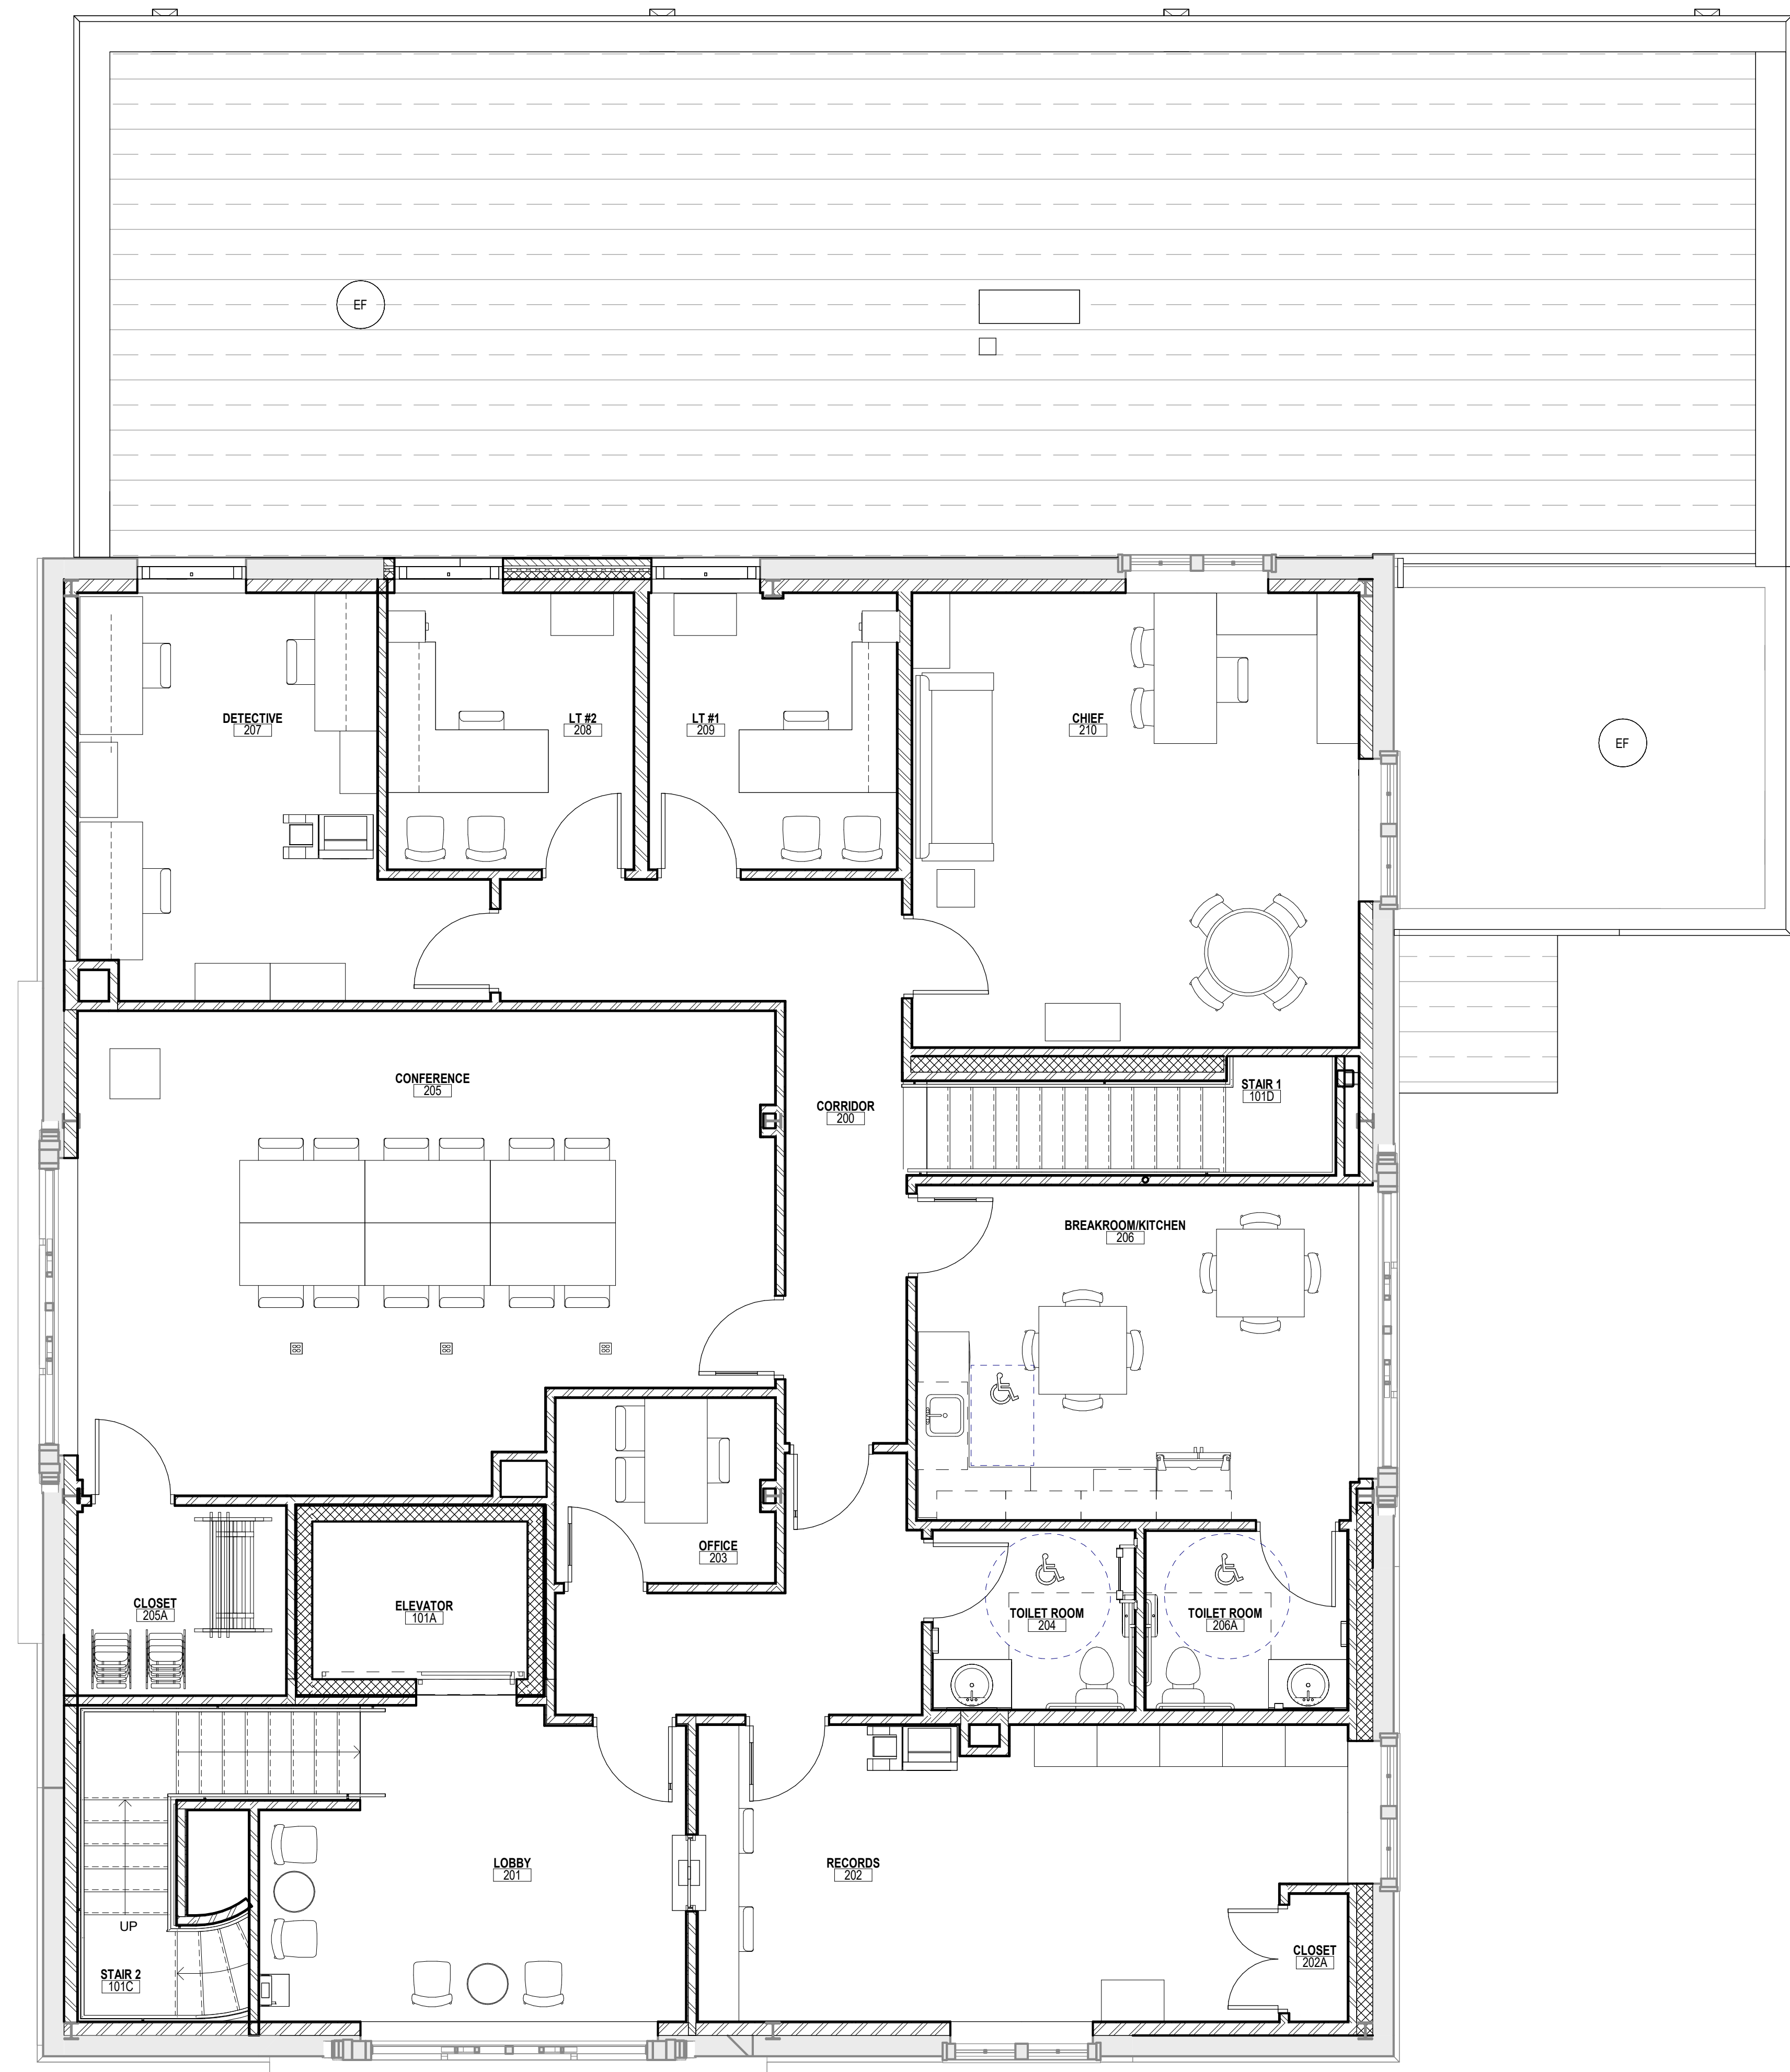 EF
DETECTIVE
207
LT #2
208
LT #1
209
CHIEF
210
EF
CONFERENCE
205
CORRIDOR
200
STAIR 1
101D
BREAKROOM/KITCHEN
206
OFFICE
203
CLOSET
205A
ELEVATOR
101A
TOILET ROOM
204
TOILET ROOM
206A
LOBBY
201
RECORDS
202
UP
STAIR 2
101C
CLOSET
202A